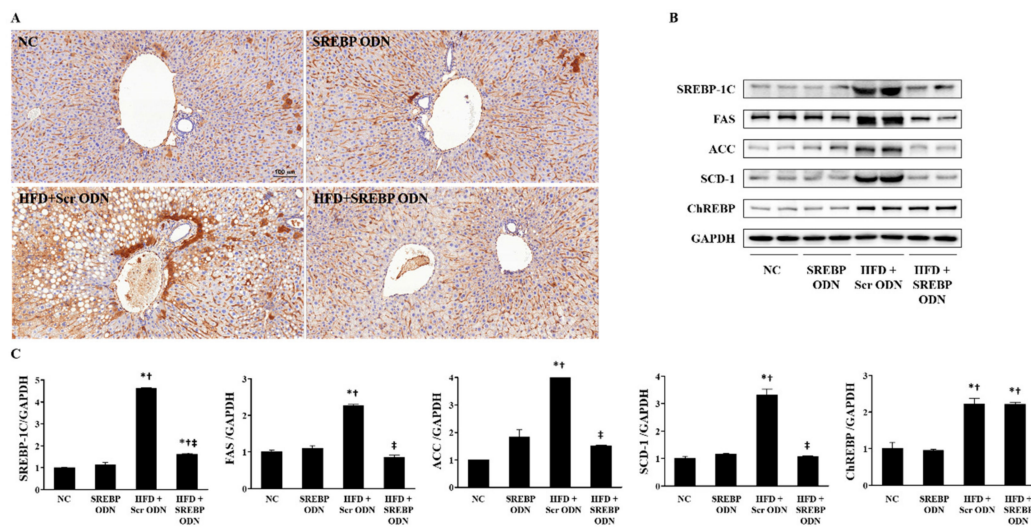 A
NC
100 um
SREBP ODN
HFD+Scr ODN
HFD+SREBP ODN
B
SREBP-1C
FAS
ACC
SCD-1
ChREBP
GAPDH
NC
SREBP
ODN
HFD +
Scr ODN
HFD +
SREBP
ODN
C
SREBP-1C/GAPDH
5
4
3
2
1
0
*†
*†‡
NC
SREBP
ODN
HFD +
Scr ODN
HFD +
SREBP
ODN
FAS /GAPDH
3
2
1
0
*†
‡
NC
SREBP
ODN
HFD +
Scr ODN
HFD +
SREBP
ODN
ACC/GAPDH
4
3
2
1
0
*†
‡
NC
SREBP
ODN
HFD +
Scr ODN
HFD +
SREBP
ODN
SCD-1 /GAPDH
4
3
2
1
0
*†
‡
NC
SREBP
ODN
HFD +
Scr ODN
HFD +
SREBP
ODN
ChREBP /GAPDH
3
2
1
0
*†
*†
NC
SREBP
ODN
HFD +
Scr ODN
HFD +
SREBP
ODN